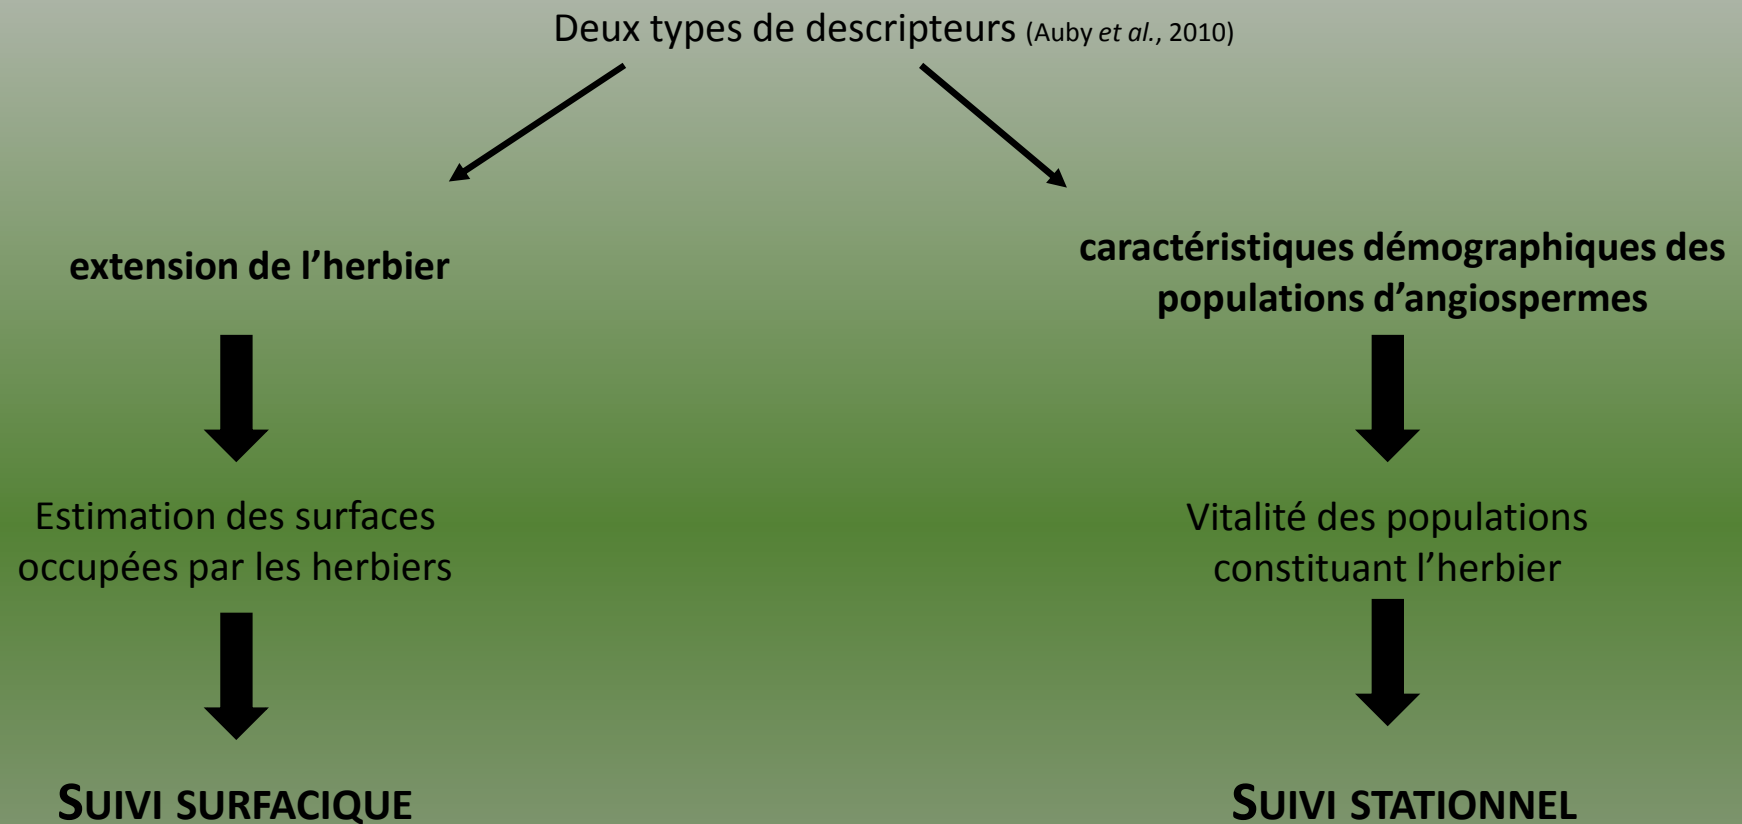 Deux types de descripteurs (Auby et al., 2010)
extension de l’herbier
caractéristiques démographiques des
populations d’angiospermes
Estimation des surfaces
occupées par les herbiers
Vitalité des populations
constituant l’herbier
SUIVI SURFACIQUE
SUIVI STATIONNEL